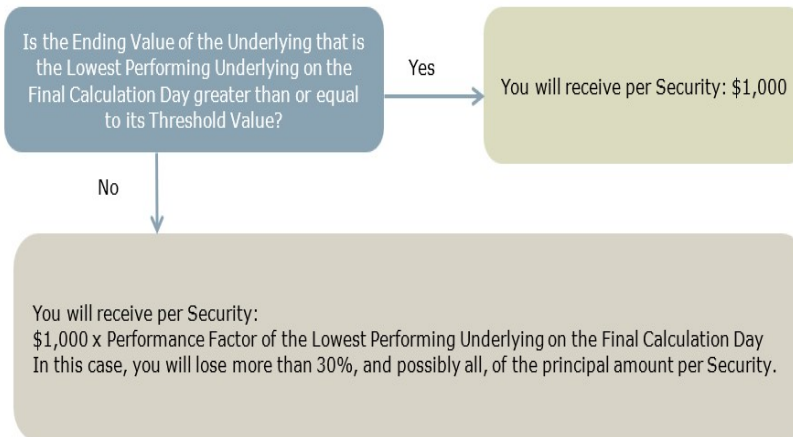 Is the Ending Value of the Underlying that is
the Lowest Performing Underlying on the
Final Calculation Day greater than or equal
to its Threshold Value?
Yes
You will receive per Security: $1,000
No
You will receive per Security:
$1,000 x Performance Factor of the Lowest Performing Underlying on the Final Calculation Day
In this case, you will lose more than 30%, and possibly all, of the principal amount per Security.